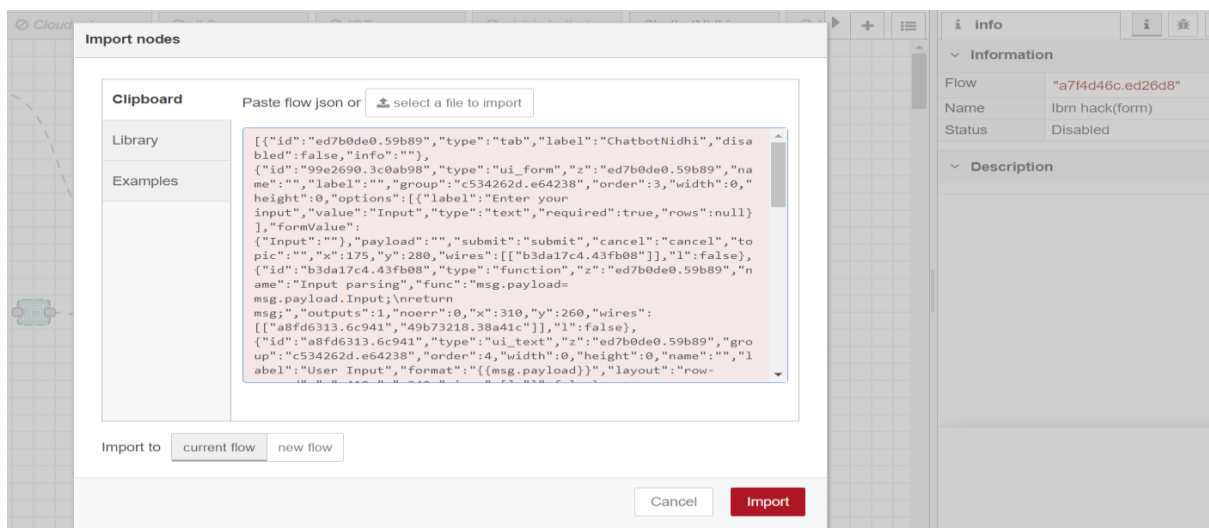 Cloud
i info
i
Import nodes
Information
Flow "a7f4d46c.ed26d8"
Name Ibm hack(form)
Status Disabled
Description
Clipboard
Library
Examples
Paste flow json or select a file to import
[{"id":"ed7b0de0.59b89","type":"tab","label":"ChatbotNidhi","disa
bled":false,"info":""},
{"id":"99e2690.3c0ab98","type":"ui_form","z":"ed7b0de0.59b89","na
me":"","label":"","group":"c534262d.e64238","order":3,"width":0,"
height":0,"options":[{"label":"Enter your
input","value":"Input","type":"text","required":true,"rows":null}
],"formValue":
{"Input":""},"payload":"","submit":"submit","cancel":"cancel","to
pic":"","x":175,"y":280,"wires":[["b3da17c4.43fb08"]],"l":false},
{"id":"b3da17c4.43fb08","type":"function","z":"ed7b0de0.59b89","n
ame":"Input parsing","func":"msg.payload=
msg.payload.Input;\nreturn
msg;","outputs":1,"noerr":0,"x":310,"y":260,"wires":
[["a8fd6313.6c941","49b73218.38a41c"]],"l":false},
{"id":"a8fd6313.6c941","type":"ui_text","z":"ed7b0de0.59b89","gro
up":"c534262d.e64238","order":4,"width":0,"height":0,"name":"","l
abel":"User Input","format":"{{msg.payload}}","layout":"row-
Import to current flow new flow
Cancel Import